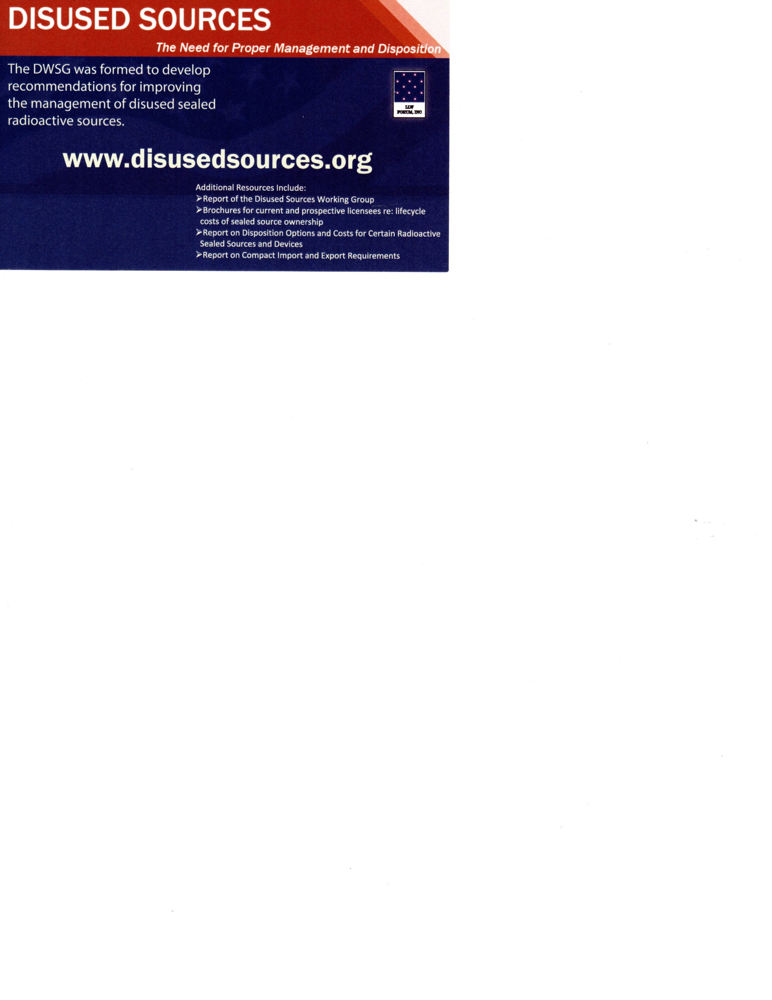 DISUSED SOURCES
The Need for Proper Management and Disposition
The DWSG was formed to develop
recommendations for improving
the management of disused sealed
radioactive sources.
LLW
FORUM, INC
www.disusedsources.org
Additional Resources Include:
➢Report of the Disused Sources Working Group
➢Brochures for current and prospective licensees re: lifecycle
costs of sealed source ownership
➢Report on Disposition Options and Costs for Certain Radioactive
Sealed Sources and Devices
➢Report on Compact Import and Export Requirements